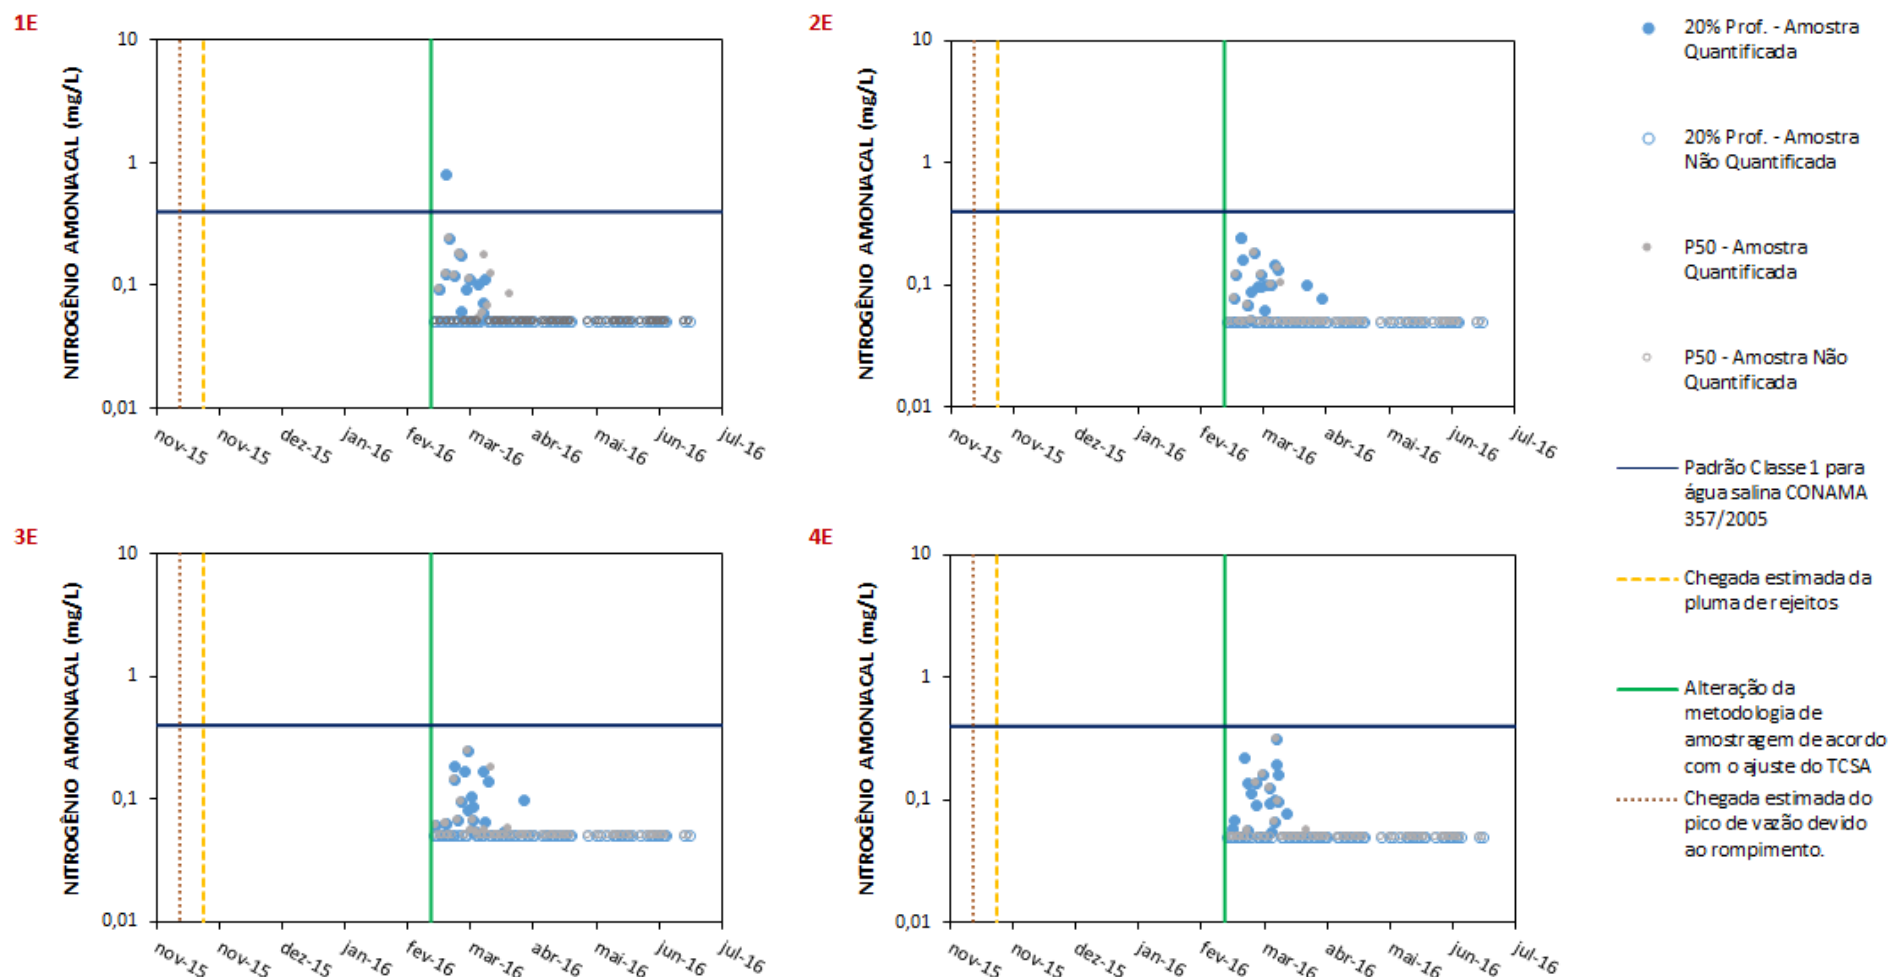 1E
NITROGÊNIO AMONIACAL (mg/L)
10
1
0,1
0,01
nov-15
nov-15
dez-15
jan-16
fev-16
mar-16
abr-16
mai-16
jun-16
jul-16
2E
NITROGÊNIO AMONIACAL (mg/L)
10
1
0,1
0,01
nov-15
nov-15
dez-15
jan-16
fev-16
mar-16
abr-16
mai-16
jun-16
jul-16
3E
NITROGÊNIO AMONIACAL (mg/L)
10
1
0,1
0,01
nov-15
nov-15
dez-15
jan-16
fev-16
mar-16
abr-16
mai-16
jun-16
jul-16
4E
NITROGÊNIO AMONIACAL (mg/L)
10
1
0,1
0,01
nov-15
nov-15
dez-15
jan-16
fev-16
mar-16
abr-16
mai-16
jun-16
jul-16
20% Prof. - Amostra
Quantificada
20% Prof. - Amostra
Não Quantificada
P50 - Amostra
Quantificada
P50 - Amostra Não
Quantificada
Padrão Classe 1 para
água salina CONAMA
357/2005
Chegada estimada da
pluma de rejeitos
Alteração da
metodologia de
amostragem de acordo
com o ajuste do TCSA
Chegada estimada do
pico de vazão devido
ao rompimento.